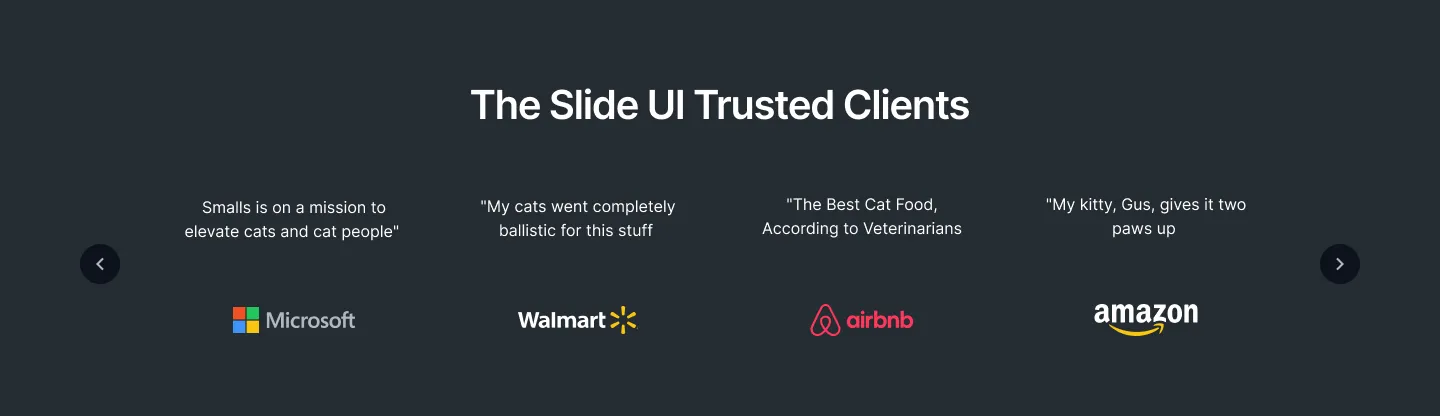 The Slide UI Trusted Clients
Smalls is on a mission to
elevate cats and cat people"
"My cats went completely
ballistic for this stuff
"The Best Cat Food,
According to Veterinarians
"My kitty, Gus, gives it two
paws up
Microsoft
Walmart
airbnb
amazon